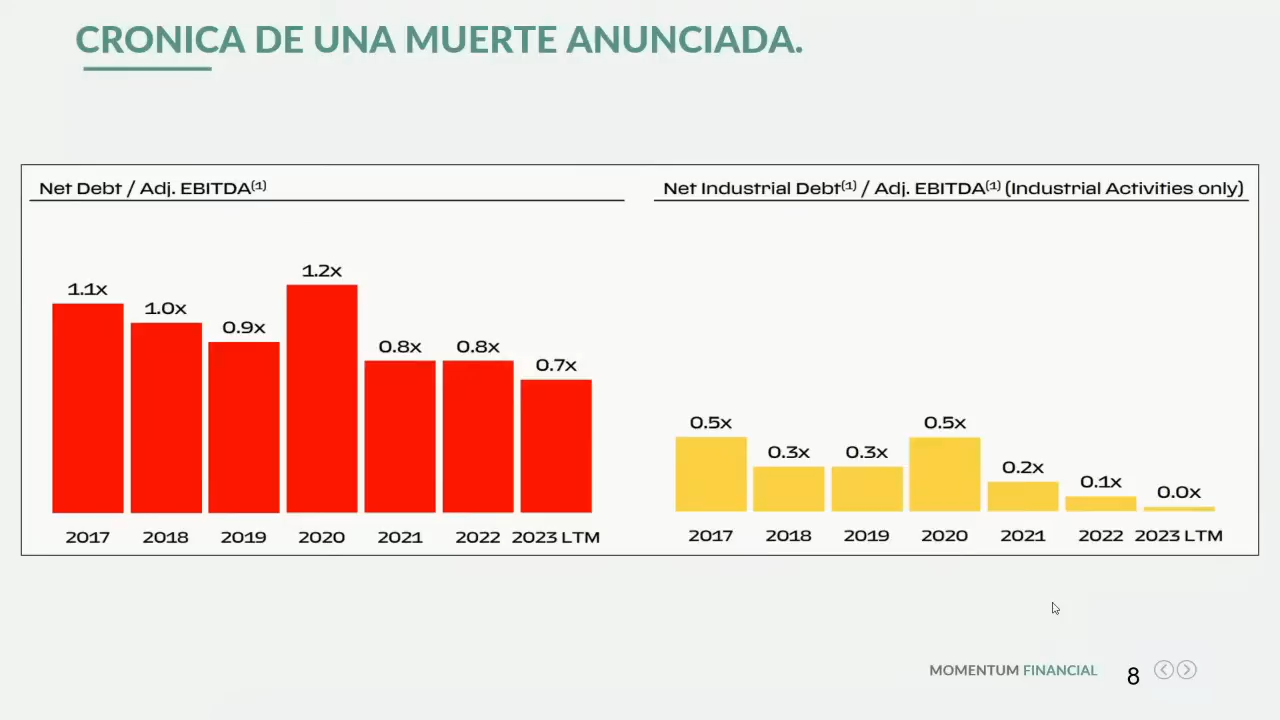 CRONICA DE UNA MUERTE ANUNCIADA.
Net Debt / Adj. EBITDA(1)
1.1x
1.0x
0.9x
1.2x
0.8x
0.8x
0.7x
2017 2018 2019 2020 2021 2022 2023 LTM
Net Industrial Debt(1) / Adj. EBITDA(1) (Industrial Activities only)
0.5x
0.3x
0.3x
0.5x
0.2x
0.1x
0.0x
2017 2018 2019 2020 2021 2022 2023 LTM
MOMENTUM FINANCIAL 8